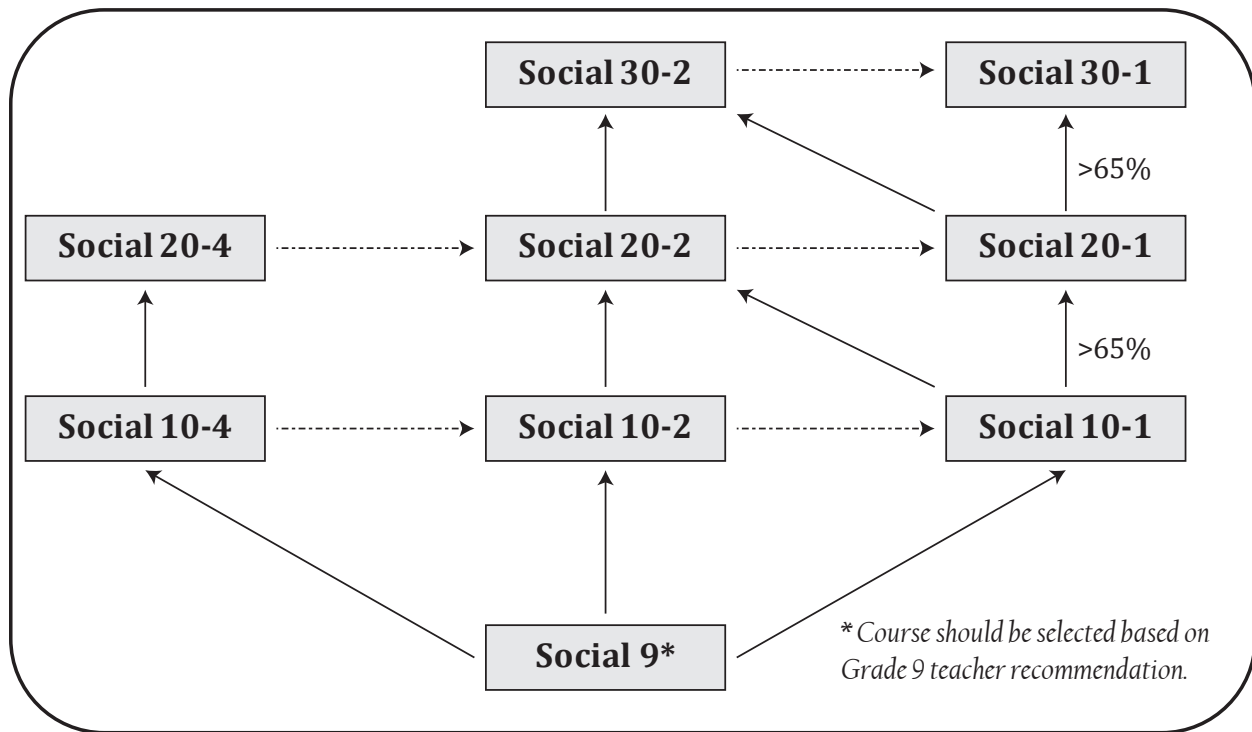 Social 30-2
Social 30-1
>65%
Social 20-4
Social 20-2
Social 20-1
>65%
Social 10-4
Social 10-2
Social 10-1
Social 9*
* Course should be selected based on
Grade 9 teacher recommendation.